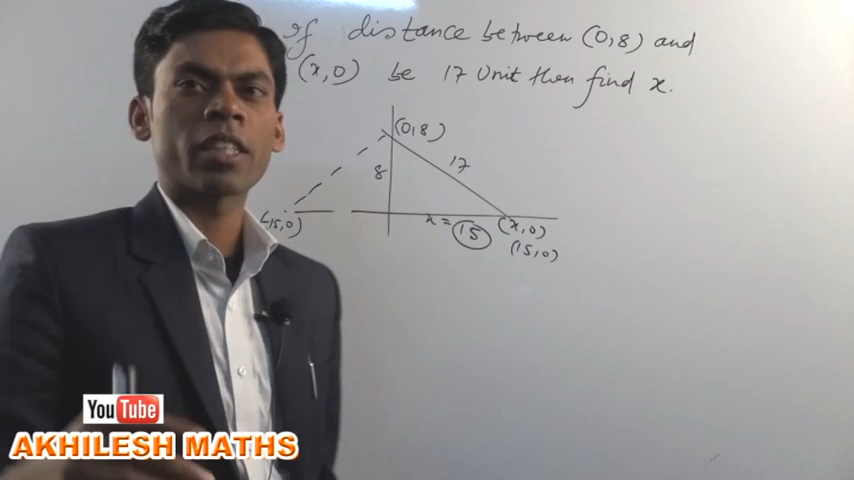 If distance between (0,8) and
(x,0) be 17 Unit then find x.
(0,8)
17
8
(-15,0)
x = 15
(x,0)
(15,0)
YouTube
AKHILESH MATHS